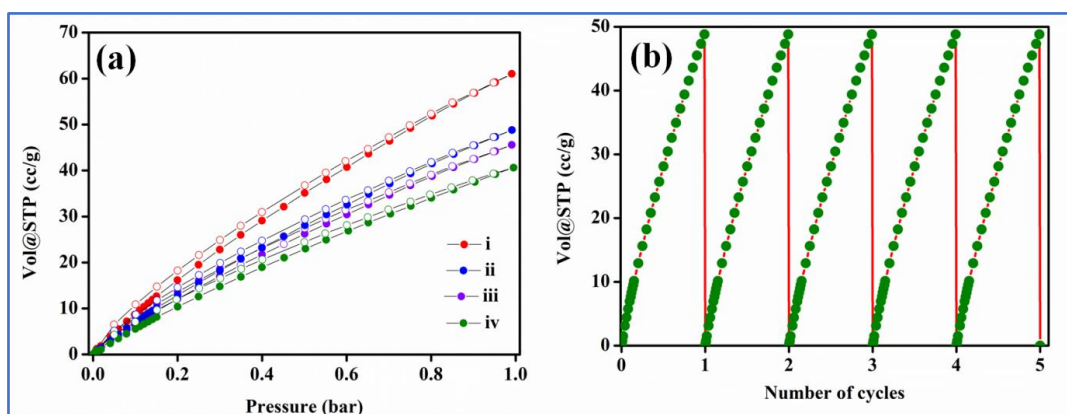 (a)
Vol@STP (cc/g)
70
60
50
40
30
20
10
0
0.0 0.2 0.4 0.6 0.8 1.0
Pressure (bar)
i
ii
iii
iv
(b)
Vol@STP (cc/g)
50
40
30
20
10
0
0 1 2 3 4 5
Number of cycles